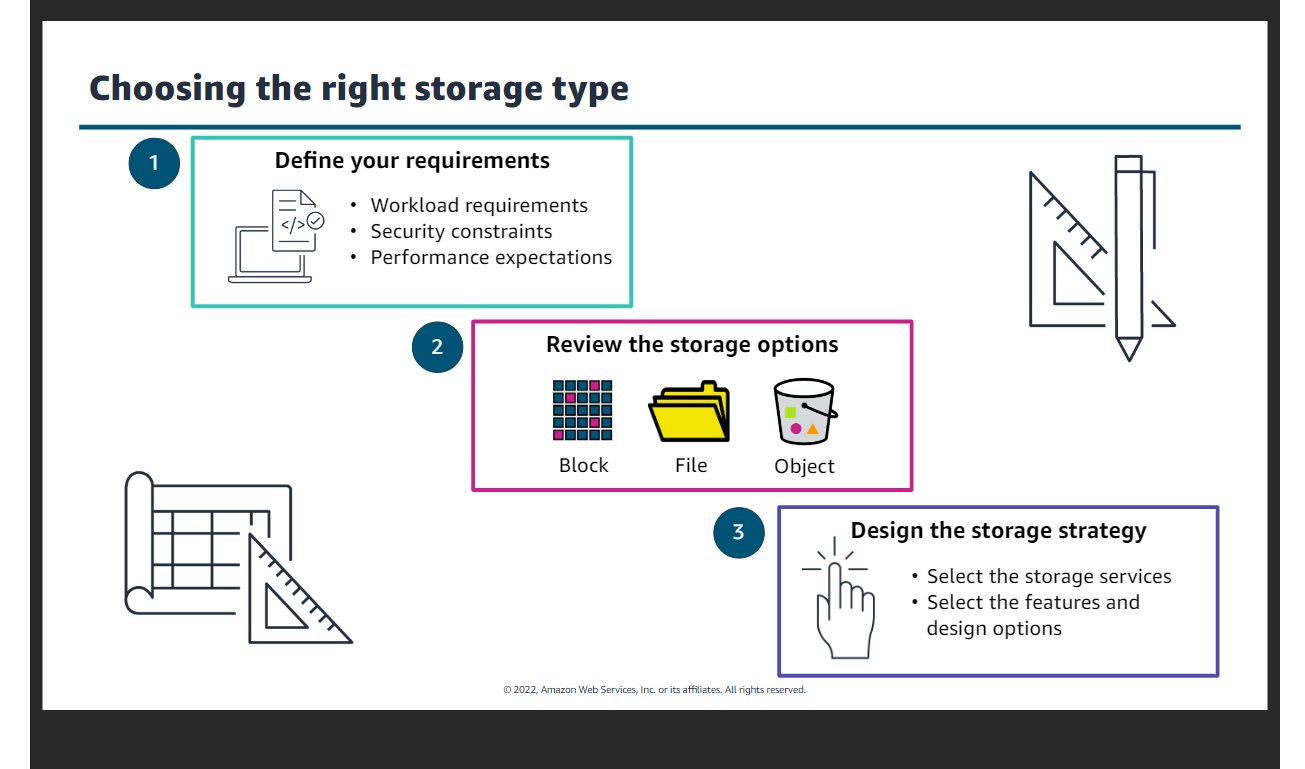 Choosing the right storage type
1
Define your requirements
</>
• Workload requirements
• Security constraints
• Performance expectations
2
Review the storage options
Block File Object
3
Design the storage strategy
• Select the storage services
• Select the features and
design options
© 2022, Amazon Web Services, Inc. or its affiliates. All rights reserved.